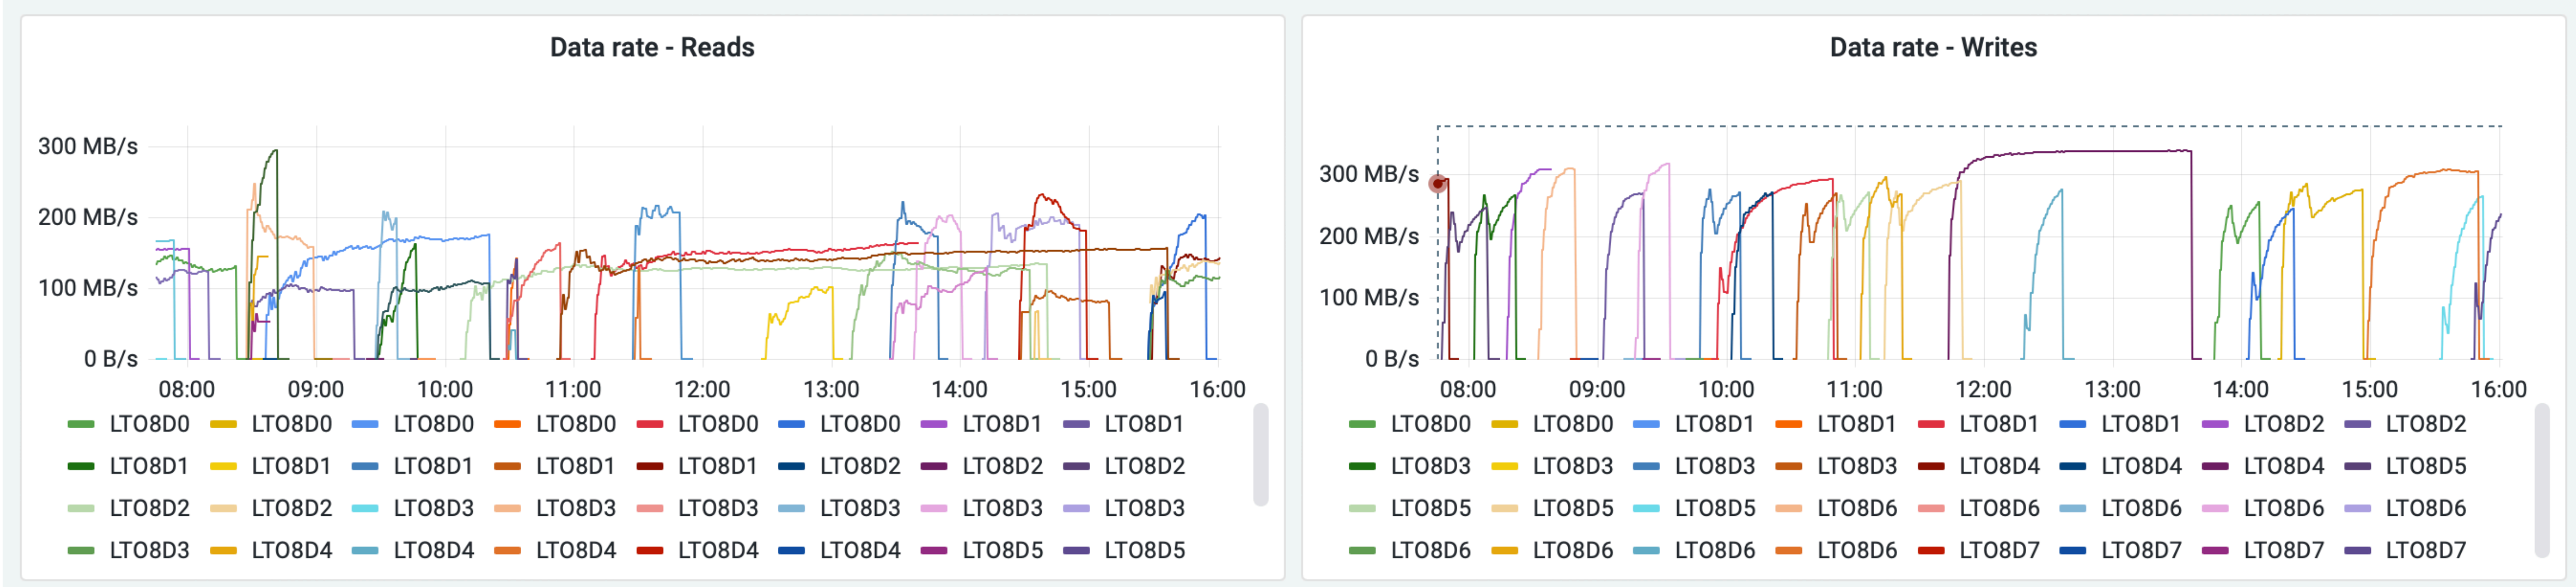 Data rate - Reads
300 MB/s
200 MB/s
100 MB/s
0 B/s
08:00 09:00 10:00 11:00 12:00 13:00 14:00 15:00 16:00
LTO8D0 LTO8D0 LTO8D0 LTO8D0 LTO8D0 LTO8D0 LTO8D1 LTO8D1
LTO8D1 LTO8D1 LTO8D1 LTO8D1 LTO8D1 LTO8D2 LTO8D2 LTO8D2
LTO8D2 LTO8D2 LTO8D3 LTO8D3 LTO8D3 LTO8D3 LTO8D3 LTO8D3
LTO8D3 LTO8D4 LTO8D4 LTO8D4 LTO8D4 LTO8D4 LTO8D5 LTO8D5
Data rate - Writes
300 MB/s
200 MB/s
100 MB/s
0 B/s
08:00 09:00 10:00 11:00 12:00 13:00 14:00 15:00 16:00
LTO8D0 LTO8D0 LTO8D1 LTO8D1 LTO8D1 LTO8D1 LTO8D2 LTO8D2
LTO8D3 LTO8D3 LTO8D3 LTO8D3 LTO8D4 LTO8D4 LTO8D4 LTO8D5
LTO8D5 LTO8D5 LTO8D5 LTO8D6 LTO8D6 LTO8D6 LTO8D6 LTO8D6
LTO8D6 LTO8D6 LTO8D6 LTO8D6 LTO8D7 LTO8D7 LTO8D7 LTO8D7